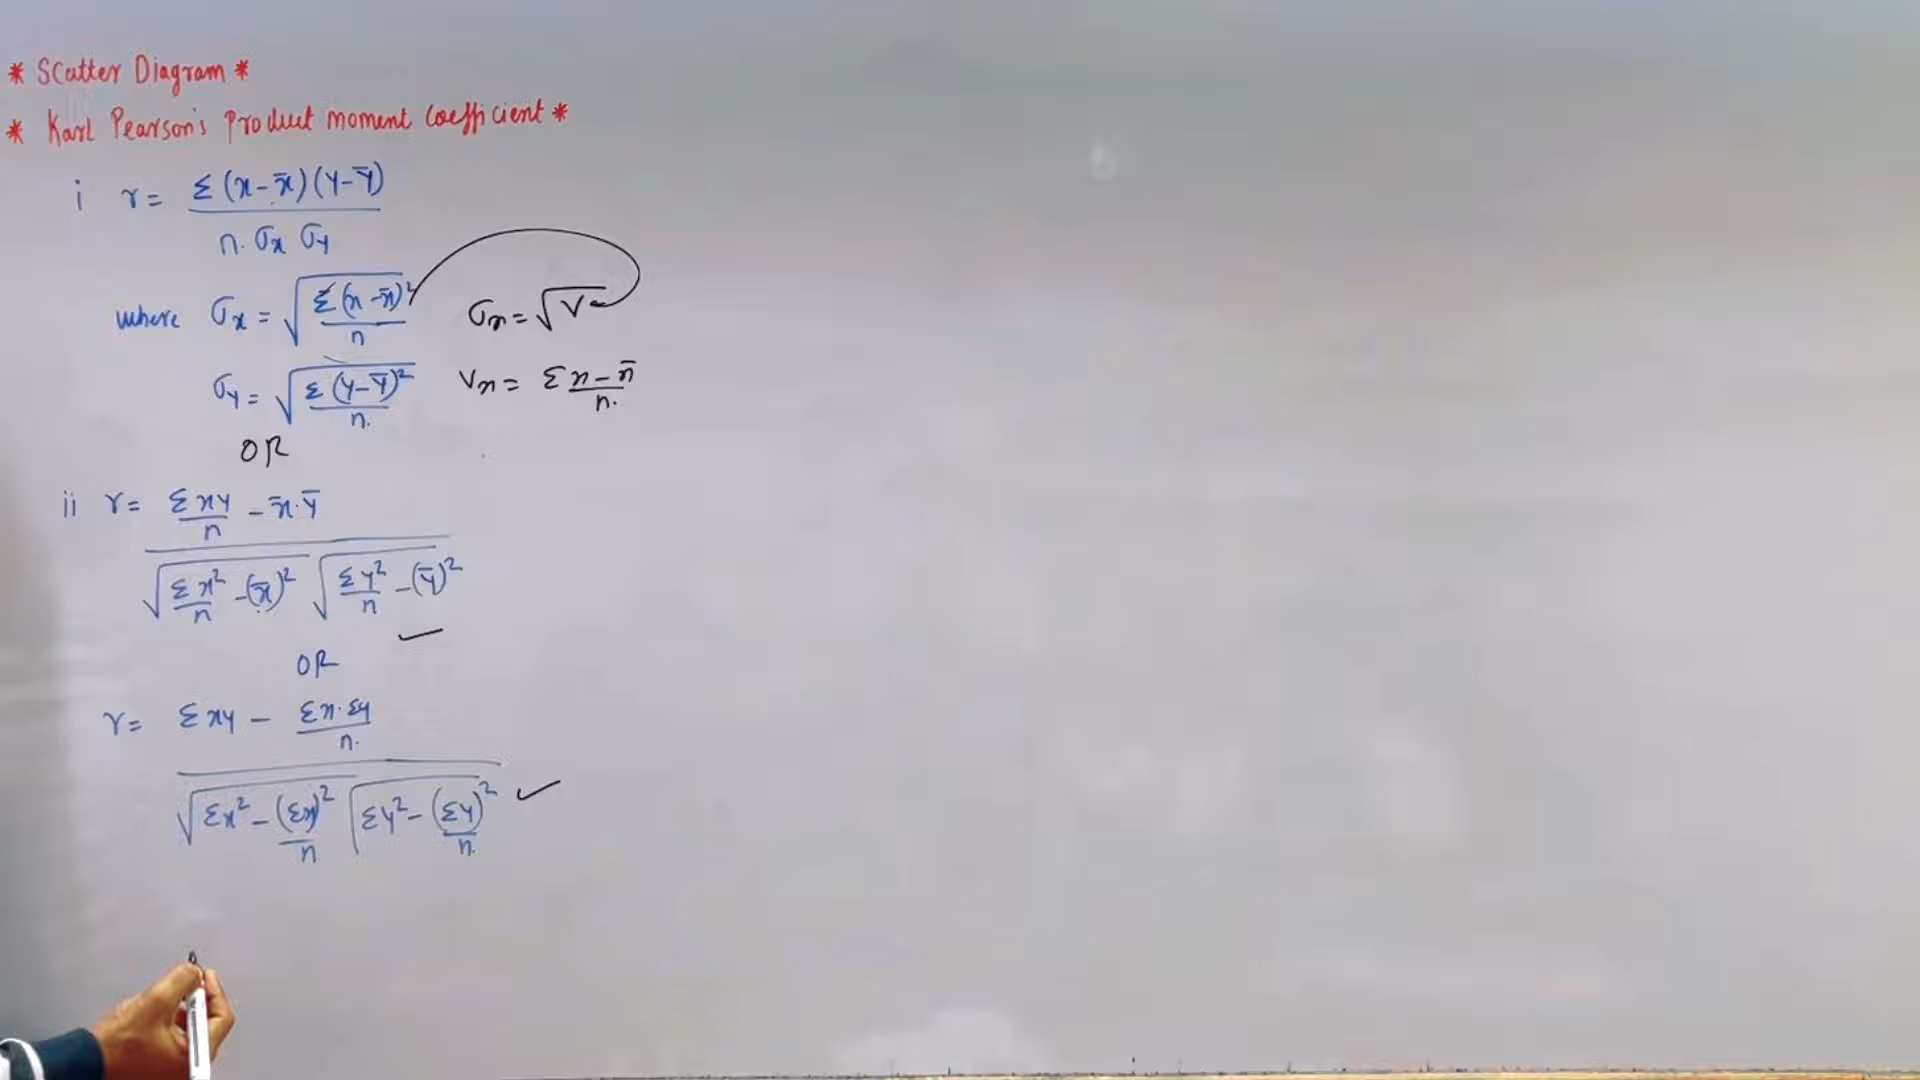 * Scatter Diagram *
* Karl Pearson's Product moment coefficient *
i r = Σ(x-x̄)(y-ȳ) / n. σx σy
where σx = √(Σ(x-x̄)²/n) σx = √V
σy = √(Σ(y-ȳ)²/n.) Vx = Σ x-x̄/n.
OR
ii r = Σxy/n - x̄.ȳ / √(Σx²/n -(x̄)²) √(Σy²/n -(ȳ)²)
OR
r = Σxy - Σx.Σy/n. / √(Σx² - (Σx)²/n) √(Σy² - (Σy)²/n.)